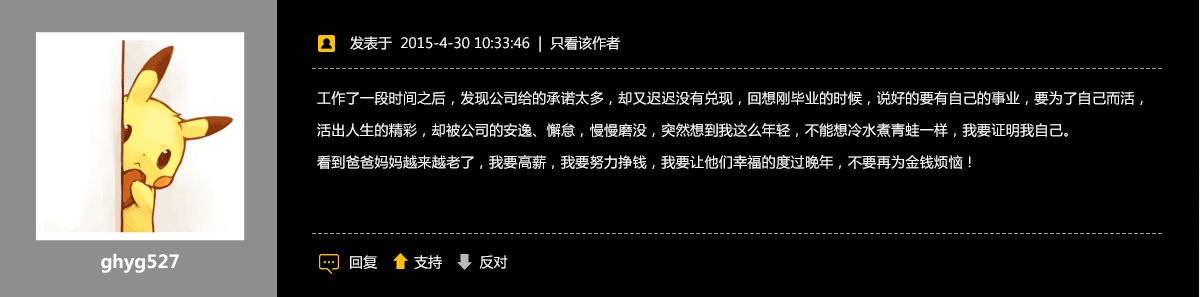 发表于 2015-4-30 10:33:46 | 只看该作者
工作了一段时间之后，发现公司给的承诺太多，却又迟迟没有兑现，回想刚毕业的时候，说好的要有自己的事业，要为了自己而活，
活出人生的精彩，却被公司的安逸、懈怠，慢慢磨没，突然想到我这么年轻，不能想冷水煮青蛙一样，我要证明我自己。
看到爸爸妈妈越来越老了，我要高薪，我要努力挣钱，我要让他们幸福的度过晚年，不要再为金钱烦恼！
ghyg527
回复 支持 反对